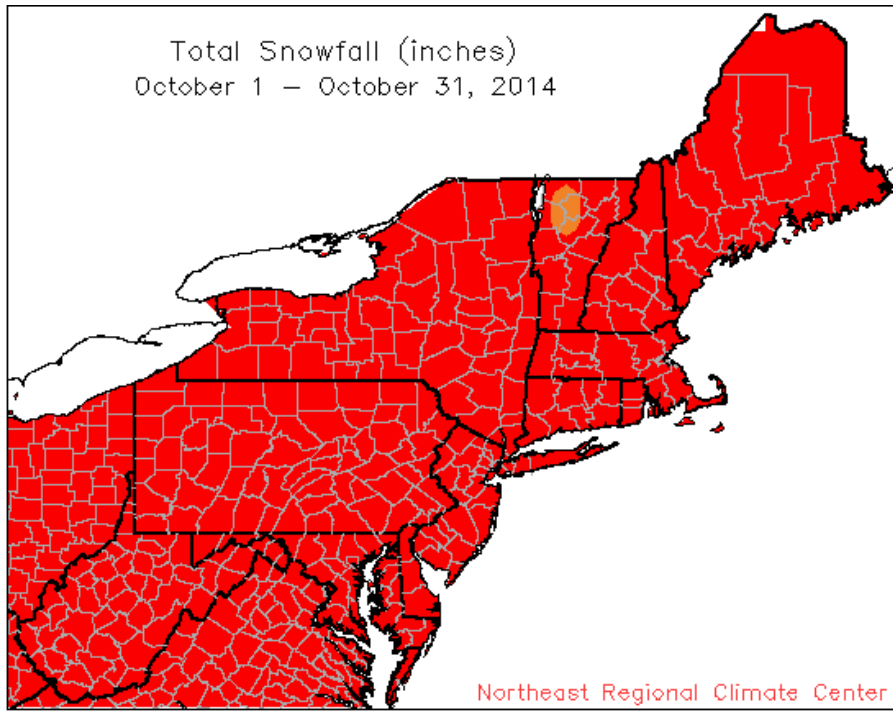 Total Snowfall (inches)
October 1 – October 31, 2014
Northeast Regional Climate Center